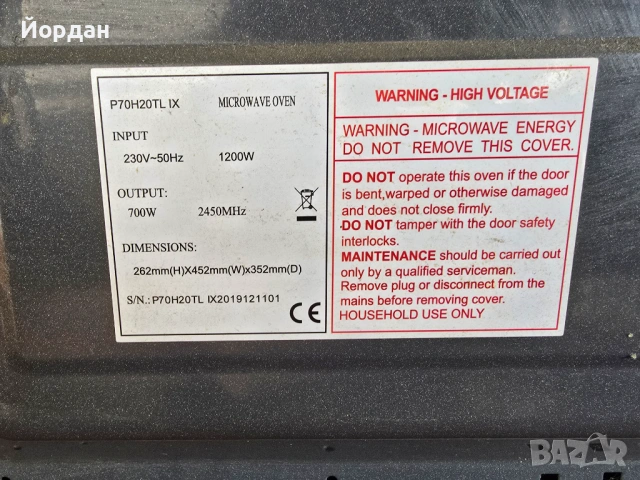 Йордан
P70H20TL IX MICROWAVE OVEN
INPUT
230V~50Hz 1200W
OUTPUT:
700W 2450MHz
DIMENSIONS:
262mm(H)X452mm(W)x352mm(D)
S/N.: P70H20TL IX2019121101
CE
WARNING - HIGH VOLTAGE
WARNING - MICROWAVE ENERGY
DO NOT REMOVE THIS COVER.
DO NOT operate this oven if the door
is bent,warped or otherwise damaged
and does not close firmly.
DO NOT tamper with the door safety
interlocks.
MAINTENANCE should be carried out
only by a qualified serviceman.
Remove plug or disconnect from the
mains before removing cover.
HOUSEHOLD USE ONLY
BAZAR
bg